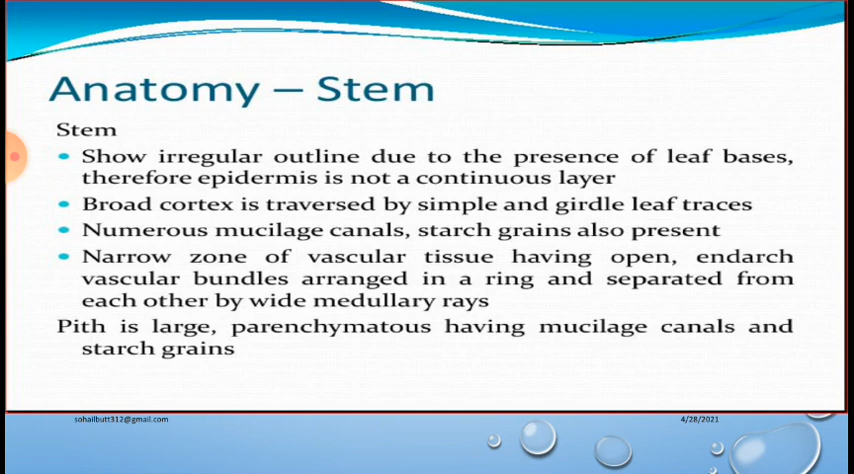 Anatomy – Stem
Stem
• Show irregular outline due to the presence of leaf bases,
therefore epidermis is not a continuous layer
• Broad cortex is traversed by simple and girdle leaf traces
• Numerous mucilage canals, starch grains also present
• Narrow zone of vascular tissue having open, endarch
vascular bundles arranged in a ring and separated from
each other by wide medullary rays
Pith is large, parenchymatous having mucilage canals and
starch grains
sohailbutt312@gmail.com
4/28/2021